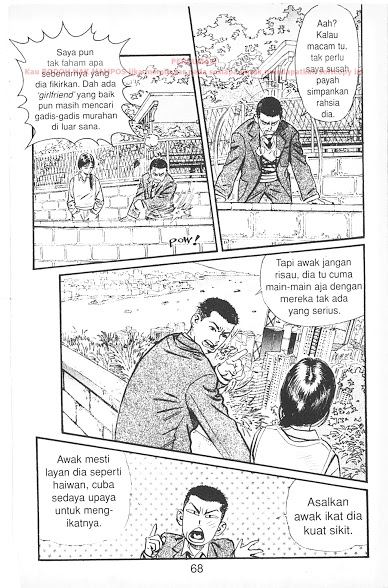 Saya pun
tak faham apa
sebenarnya yang
dia fikirkan. Dah ada
'girlfriend' yang baik
pun masih mencari
gadis-gadis murahan
di luar sana.
POW!
Aah?
Kalau
macam tu,
tak perlu
saya susah
payah
simpankan
rahsia
dia.
Tapi awak jangan
risau, dia tu cuma
main-main aja dengan
mereka tak ada
yang serius.
Awak mesti
layan dia seperti
haiwan, cuba
sedaya upaya
untuk meng-
ikatnya.
Asalkan
awak ikat dia
kuat sikit.
68